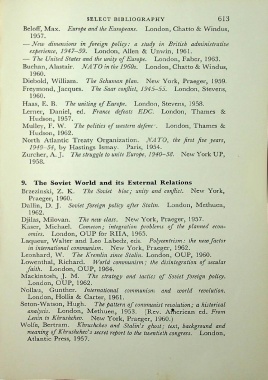 SELECT BIBLIOGRAPHY 613
Beloff, Max. Europe and the Europeans. London, Chatto & Windus,
1957.
— New dimensions in foreign policy: a study in British administrative
experience, 1947-59. London, Allen & Unwin, 1961.
— The United States and the unity of Europe. London, Faber, 1963.
Buchan, Alastair. NATO in the 1960s. London, Chatto & Windus,
1960.
Diebold, William. The Schuman plan. New York, Praeger, 1959.
Freymond, Jacques. The Saar conflict, 1945-55. London, Stevens,
1960.
Haas, E. B. The uniting of Europe. London, Stevens, 1958.
Lerner, Daniel, ed. France defeats EDC. London, Thames &
Hudson, 1957.
Mulley, F. W. The politics of western defence. London, Thames &
Hudson, 1962.
North Atlantic Treaty Organization. NATO, the first five years,
1949-54, by Hastings Ismay. Paris, 1954.
Zurcher, A. J. The struggle to unite Europe, 1940-58. New York UP,
1958.
9. The Soviet World and its External Relations
Brzezinski, Z. K. The Soviet bloc; unity and conflict. New York,
Praeger, 1960.
Dallin, D. J. Soviet foreign policy after Stalin. London, Methuen,
1962.
Djilas, Milovan. The new class. New York, Praeger, 1957.
Kaser, Michael. Comecon; integration problems of the planned econ-
omies. London, OUP for RIIA, 1965.
Laqueur, Walter and Leo Labedz, eds. Polycentrism: the new factor
in international communism. New York, Praeger, 1962.
Leonhard, W. The Kremlin since Stalin. London, OUP, 1960.
Lowenthal, Richard. World communism: the disintegration of secular
faith. London, OUP, 1964.
Mackintosh, J. M. The strategy and tactics of Soviet foreign policy.
London, OUP, 1962.
Nollau, Gunther. International communism and world revolution.
London, Hollis & Carter, 1961.
Seton-Watson, Hugh. The pattern of communist revolution; a historical
analysis. London, Methuen, 1953. (Rev. American ed. From
Lenin to Khrushchev. New York, Praeger, 1960.)
Wolfe, Bertram. Khrushchev and Stalin's ghost; text, background and
meaning of Khrushchev's secret report to the twentieth congress. London,
Atlantic Press, 1957.